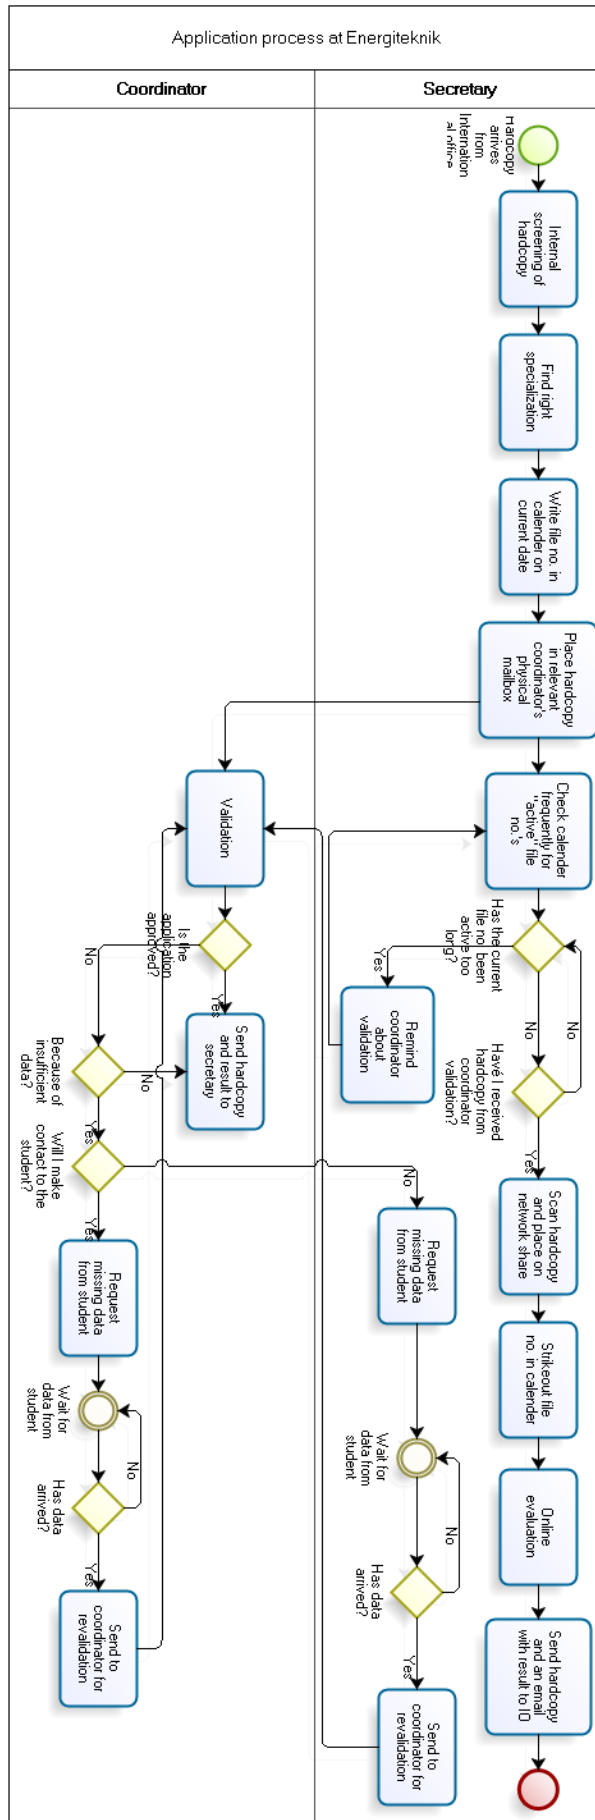 Application process at Energiteknik
Coordinator
Secretary
Hardcopy
arrives
from
Internation
al office
Internal
screening of
hardcopy
Find right
specialization
Write file no. in
calender on
current date
Place hardcopy
in relevant
coordinator's
physical
mailbox
Check calender
frequently for
"active" file
no.'s
Has the current
file no. been
active too
long?
Yes
No
No
Remind
coordinator
about
validation
Have I received
hardcopy from
coordinator
validation?
Yes
Scan hardcopy
and place on
network share
Strikeout file
no. in calender
Online
evaluation
Send hardcopy
and an email
with result to IO
Validation
Is the
application
approved?
Yes
No
Send hardcopy
and result to
secretary
Because of
insufficient
data?
No
Yes
Will I make
contact to the
student?
Yes
No
Request
missing data
from student
Wait for
data from
student
No
Has data
arrived?
Yes
Send to
coordinator for
revalidation
Request
missing data
from student
Wait for
data from
student
No
Has data
arrived?
Yes
Send to
coordinator for
revalidation